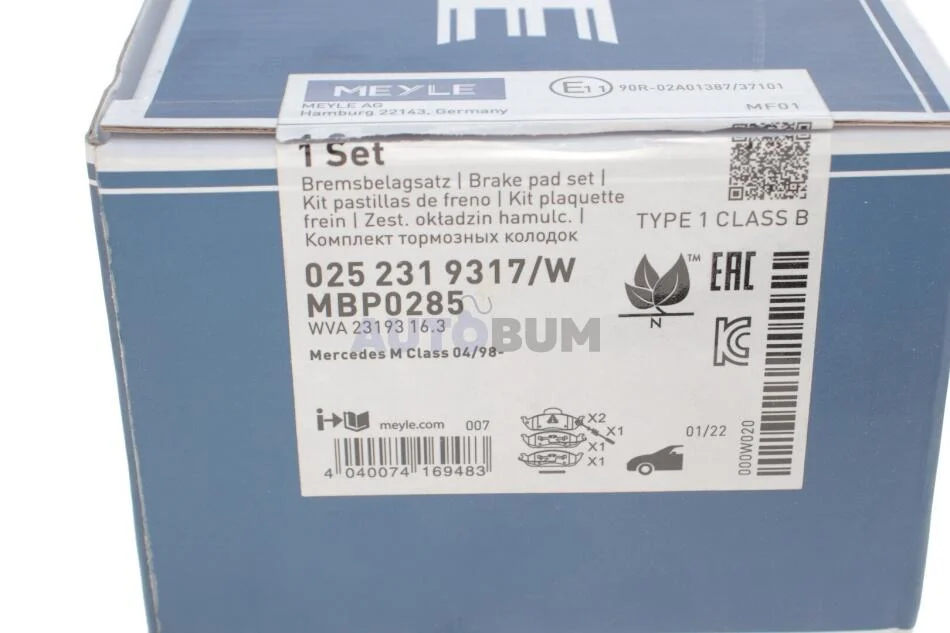 MEYLE
MEYLE AG
Hamburg 22143, Germany
E11 90R-02A01387/37101
MF01
1 Set
Bremsbelagsatz | Brake pad set |
Kit pastillas de freno | Kit plaquette
frein | Zest. okładzin hamulc. |
Комплект тормозных колодок
TYPE 1 CLASS B
025 231 9317/W
MBP0285
WVA 23193 16.3
Mercedes M Class 04/98-
TM
N
EAC
KC
AUTOBUM
i
meyle.com 007
4 040074 169483
X2
X1
X1
X1
01/22
000W020